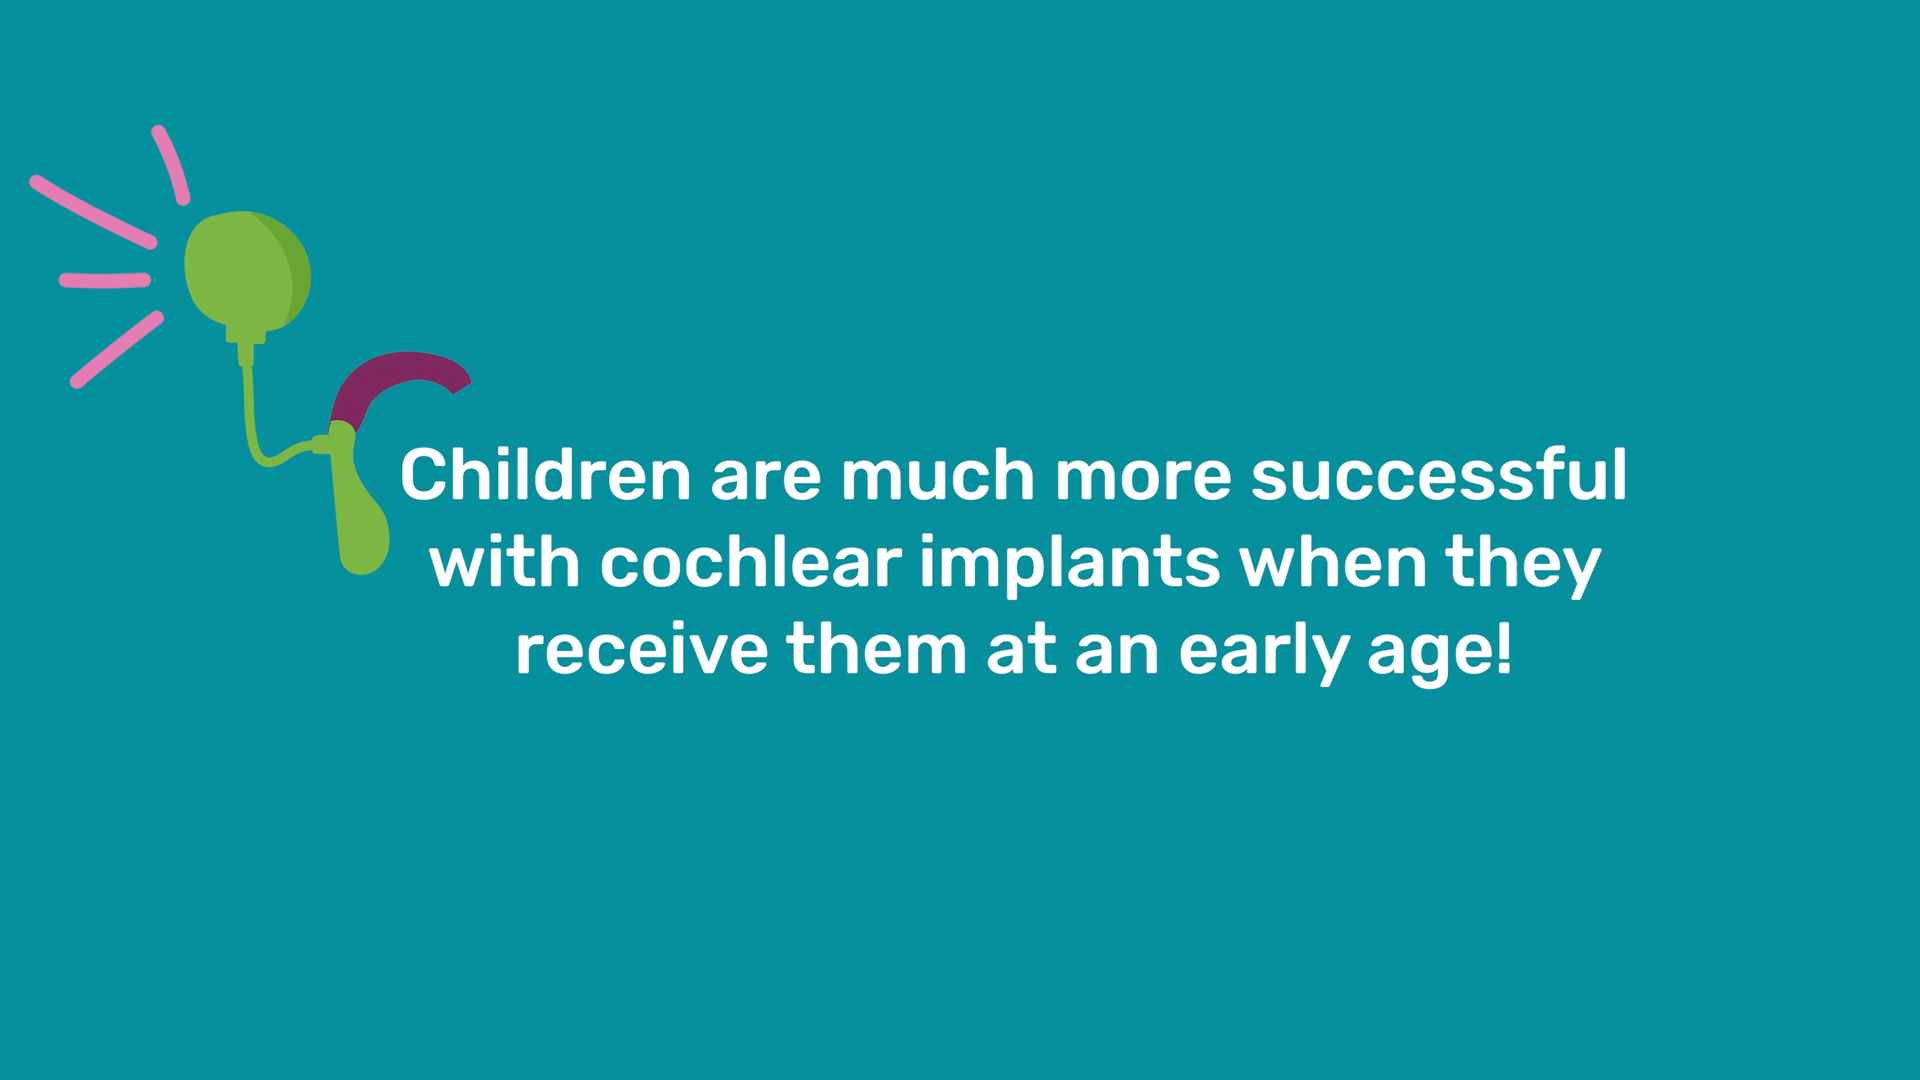 Children are much more successful
with cochlear implants when they
receive them at an early age!